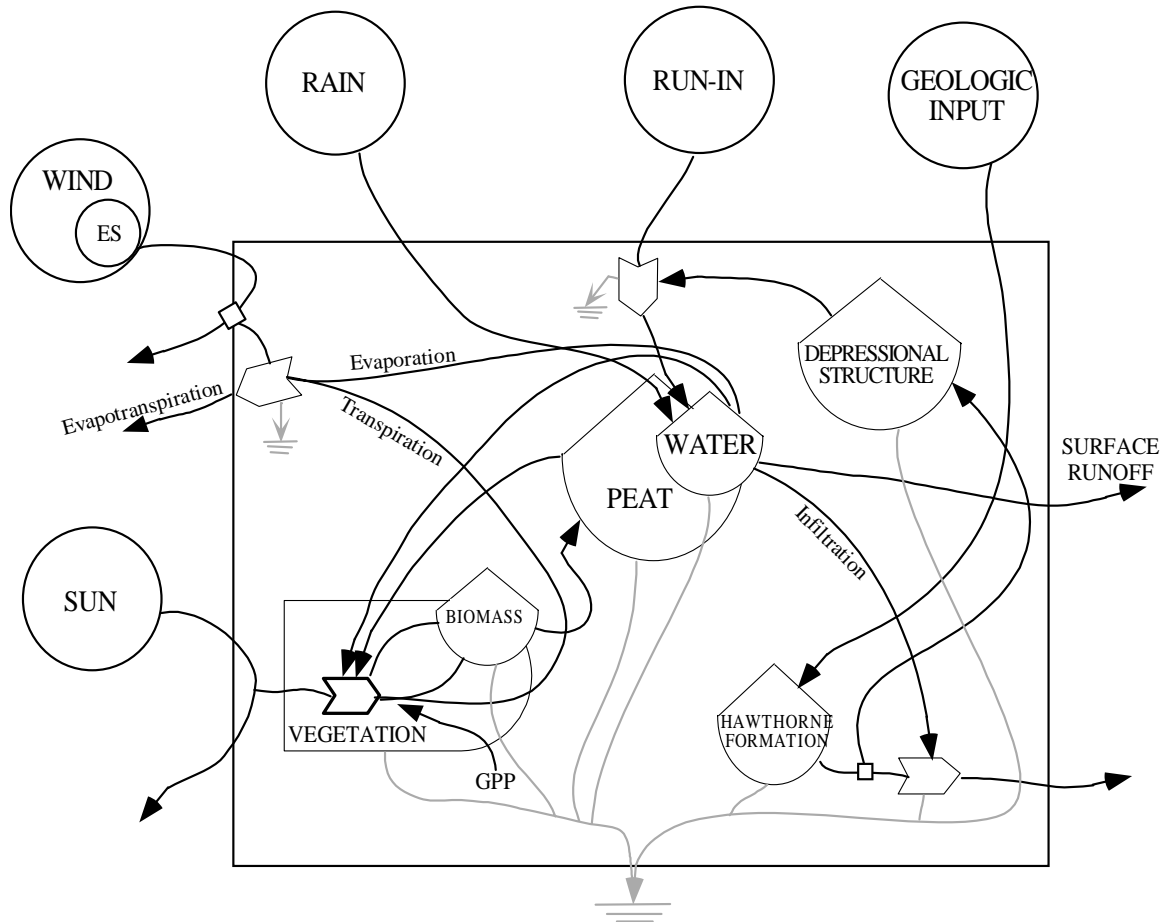 RAIN
RUN-IN
GEOLOGIC
INPUT
WIND
ES
Evaporation
Evapotranspiration
Transpiration
DEPRESSIONAL
STRUCTURE
WATER
PEAT
SURFACE
RUNOFF
Infiltration
SUN
BIOMASS
VEGETATION
GPP
HAWTHORNE
FORMATION